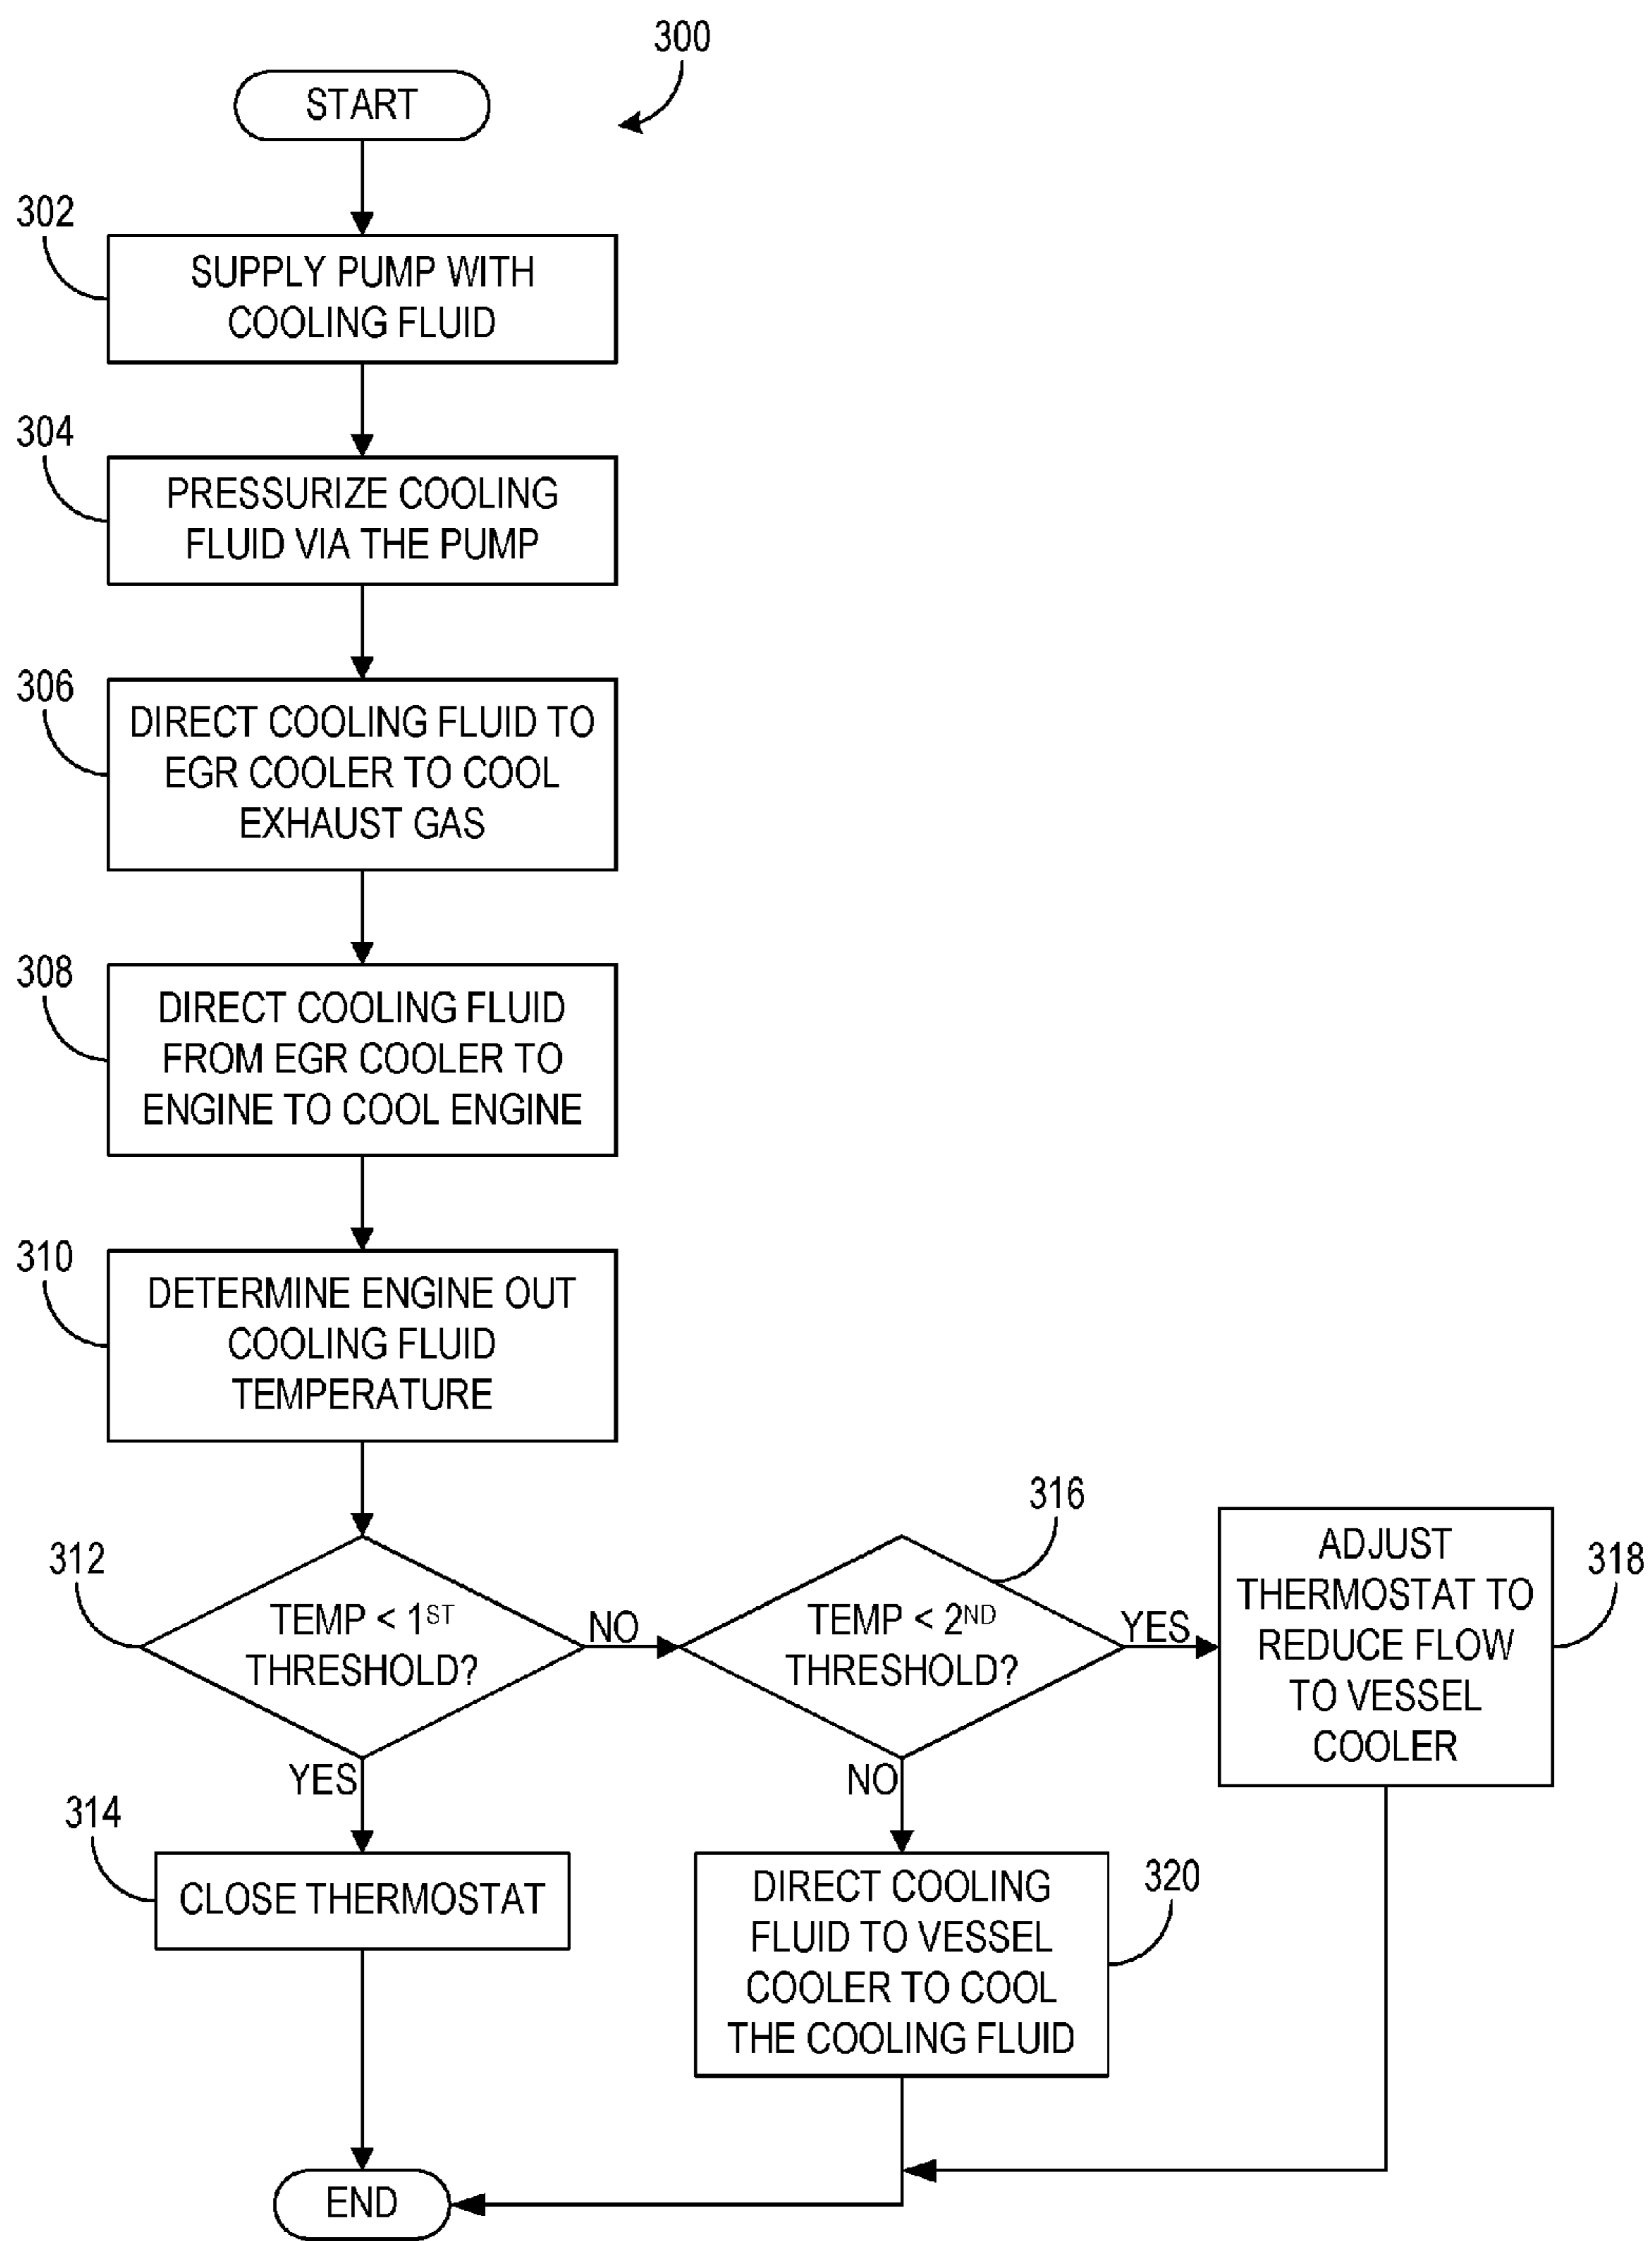 300
START
302
SUPPLY PUMP WITH
COOLING FLUID
304
PRESSURIZE COOLING
FLUID VIA THE PUMP
306
DIRECT COOLING FLUID TO
EGR COOLER TO COOL
EXHAUST GAS
308
DIRECT COOLING FLUID
FROM EGR COOLER TO
ENGINE TO COOL ENGINE
310
DETERMINE ENGINE OUT
COOLING FLUID
TEMPERATURE
312
TEMP < 1ST
THRESHOLD?
NO
YES
316
TEMP < 2ND
THRESHOLD?
YES
NO
318
ADJUST
THERMOSTAT TO
REDUCE FLOW
TO VESSEL
COOLER
314
CLOSE THERMOSTAT
320
DIRECT COOLING
FLUID TO VESSEL
COOLER TO COOL
THE COOLING FLUID
END